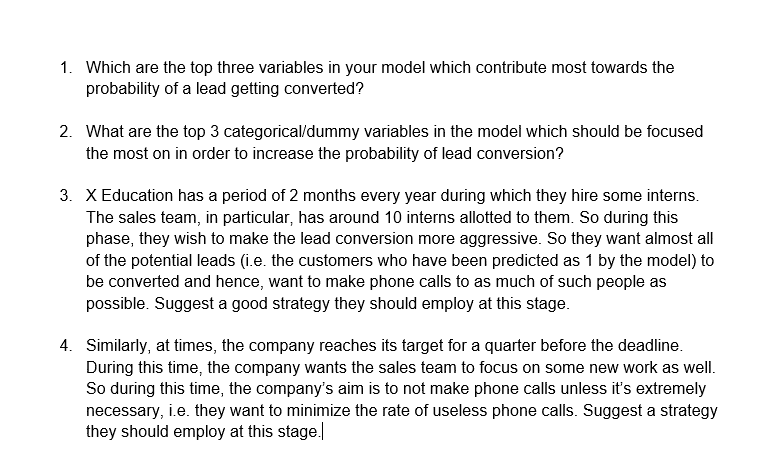 1. Which are the top three variables in your model which contribute most towards the
probability of a lead getting converted?
2. What are the top 3 categorical/dummy variables in the model which should be focused
the most on in order to increase the probability of lead conversion?
3. X Education has a period of 2 months every year during which they hire some interns.
The sales team, in particular, has around 10 interns allotted to them. So during this
phase, they wish to make the lead conversion more aggressive. So they want almost all
of the potential leads (i.e. the customers who have been predicted as 1 by the model) to
be converted and hence, want to make phone calls to as much of such people as
possible. Suggest a good strategy they should employ at this stage.
4. Similarly, at times, the company reaches its target for a quarter before the deadline.
During this time, the company wants the sales team to focus on some new work as well.
So during this time, the company’s aim is to not make phone calls unless it’s extremely
necessary, i.e. they want to minimize the rate of useless phone calls. Suggest a strategy
they should employ at this stage.